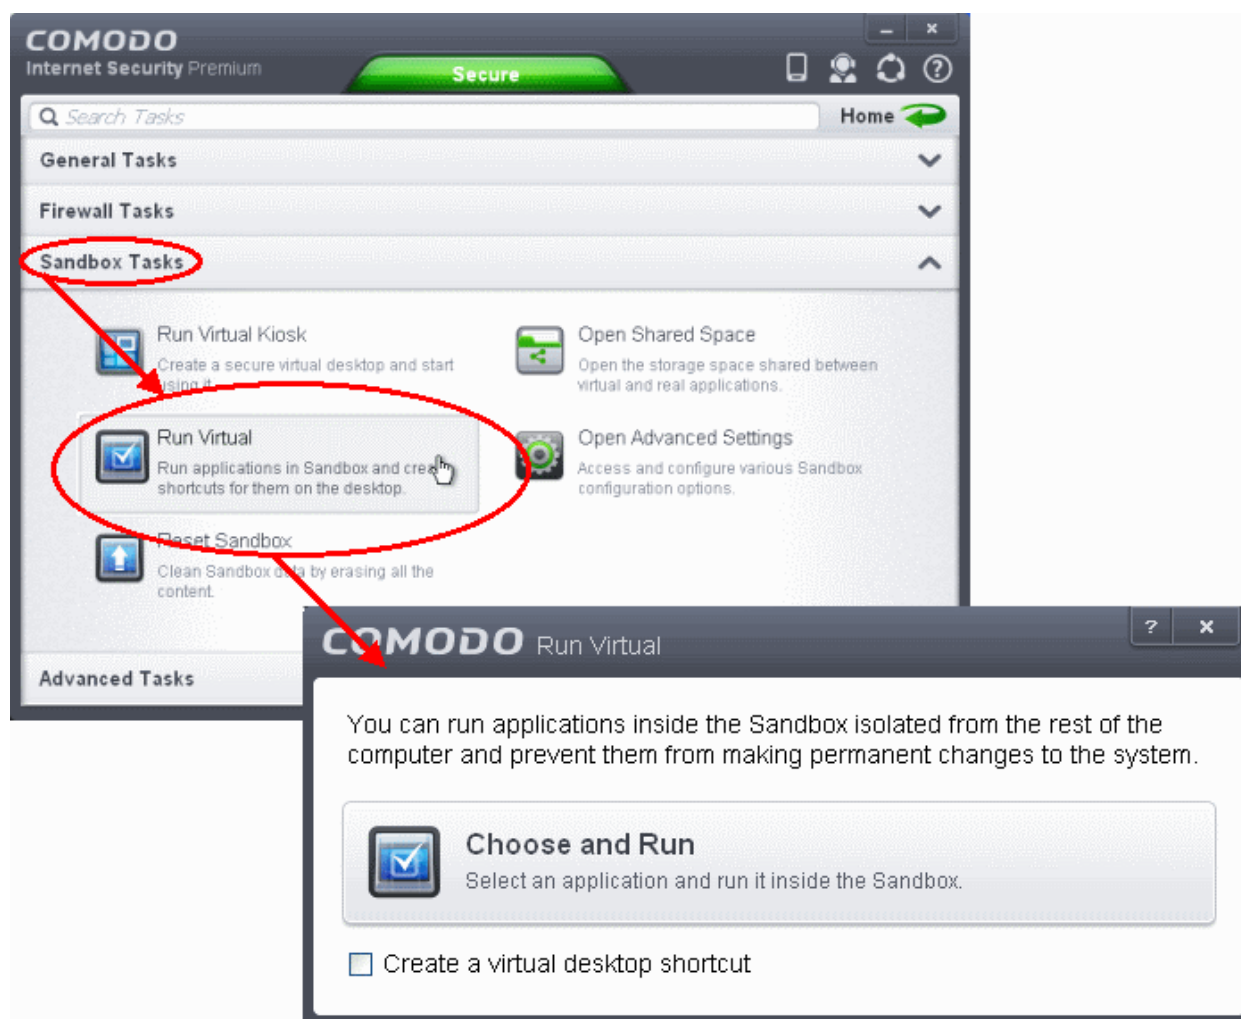 COMODO
Internet Security Premium
Secure
Search Tasks
Home
General Tasks
Firewall Tasks
Sandbox Tasks
Run Virtual Kiosk
Create a secure virtual desktop and start
using it.
Open Shared Space
Open the storage space shared between
virtual and real applications.
Run Virtual
Run applications in Sandbox and create
shortcuts for them on the desktop.
Open Advanced Settings
Access and configure various Sandbox
configuration options.
Reset Sandbox
Clean Sandbox data by erasing all the
content.
Advanced Tasks
COMODO Run Virtual
You can run applications inside the Sandbox isolated from the rest of the
computer and prevent them from making permanent changes to the system.
Choose and Run
Select an application and run it inside the Sandbox.
Create a virtual desktop shortcut